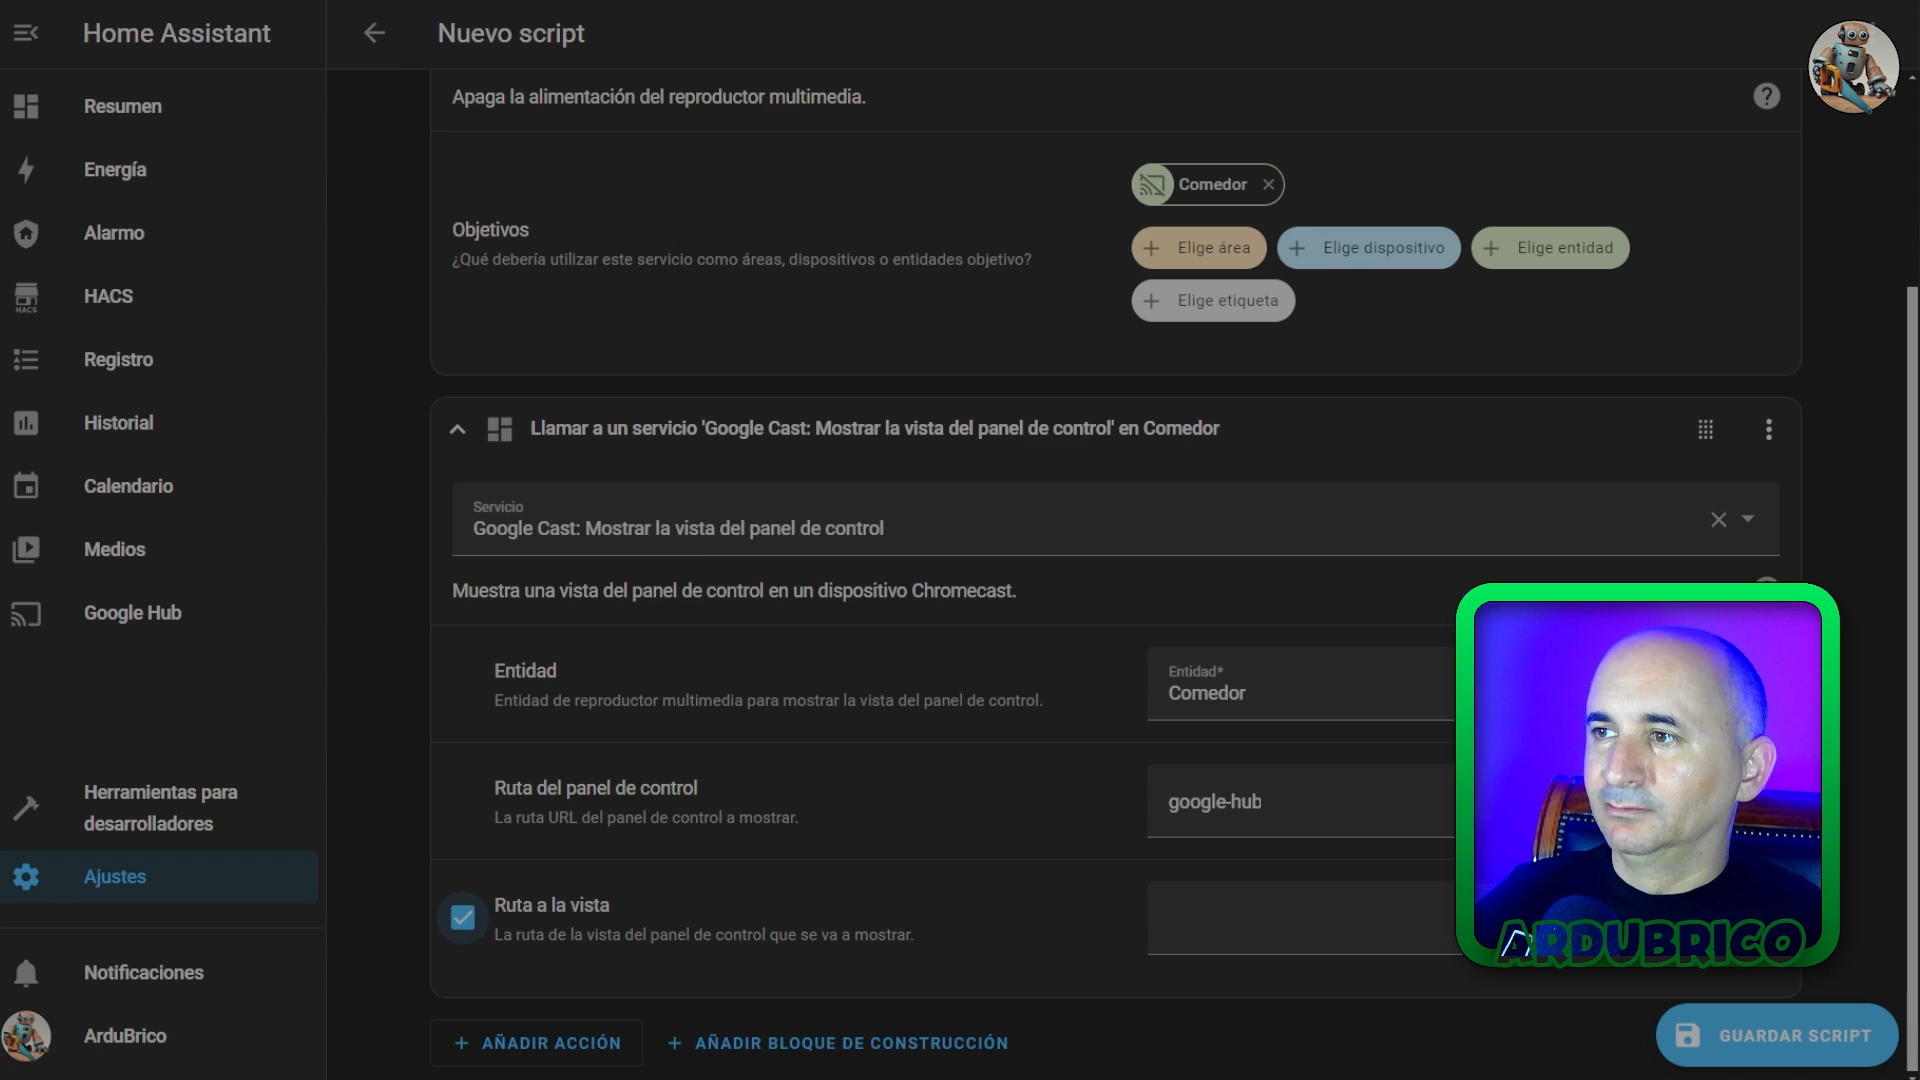 Home Assistant
Nuevo script
Resumen
Energía
Alarmo
HACS
HACS
Registro
Historial
Calendario
Medios
Google Hub
Herramientas para
desarrolladores
Ajustes
Notificaciones
ArduBrico
Apaga la alimentación del reproductor multimedia.
Comedor
Objetivos
¿Qué debería utilizar este servicio como áreas, dispositivos o entidades objetivo?
Elige área
Elige dispositivo
Elige entidad
Elige etiqueta
Llamar a un servicio 'Google Cast: Mostrar la vista del panel de control' en Comedor
Servicio
Google Cast: Mostrar la vista del panel de control
Muestra una vista del panel de control en un dispositivo Chromecast.
Entidad
Entidad de reproductor multimedia para mostrar la vista del panel de control.
Entidad*
Comedor
Ruta del panel de control
La ruta URL del panel de control a mostrar.
google-hub
Ruta a la vista
La ruta de la vista del panel de control que se va a mostrar.
ARDUBRICO
AÑADIR ACCIÓN
AÑADIR BLOQUE DE CONSTRUCCIÓN
GUARDAR SCRIPT